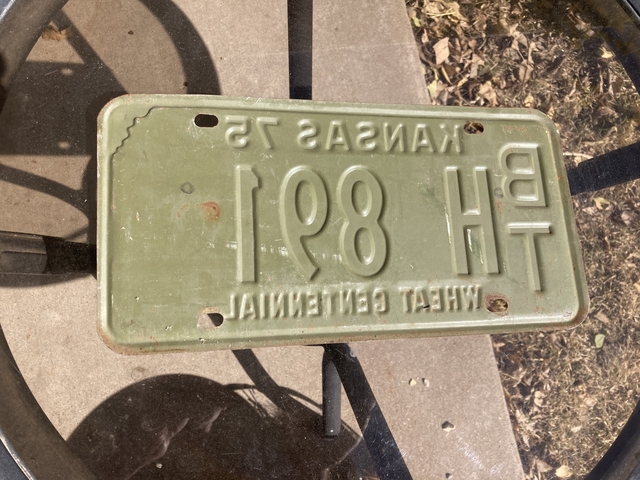 KANSAS 75
BT H 891
WHEAT CENTENNIAL